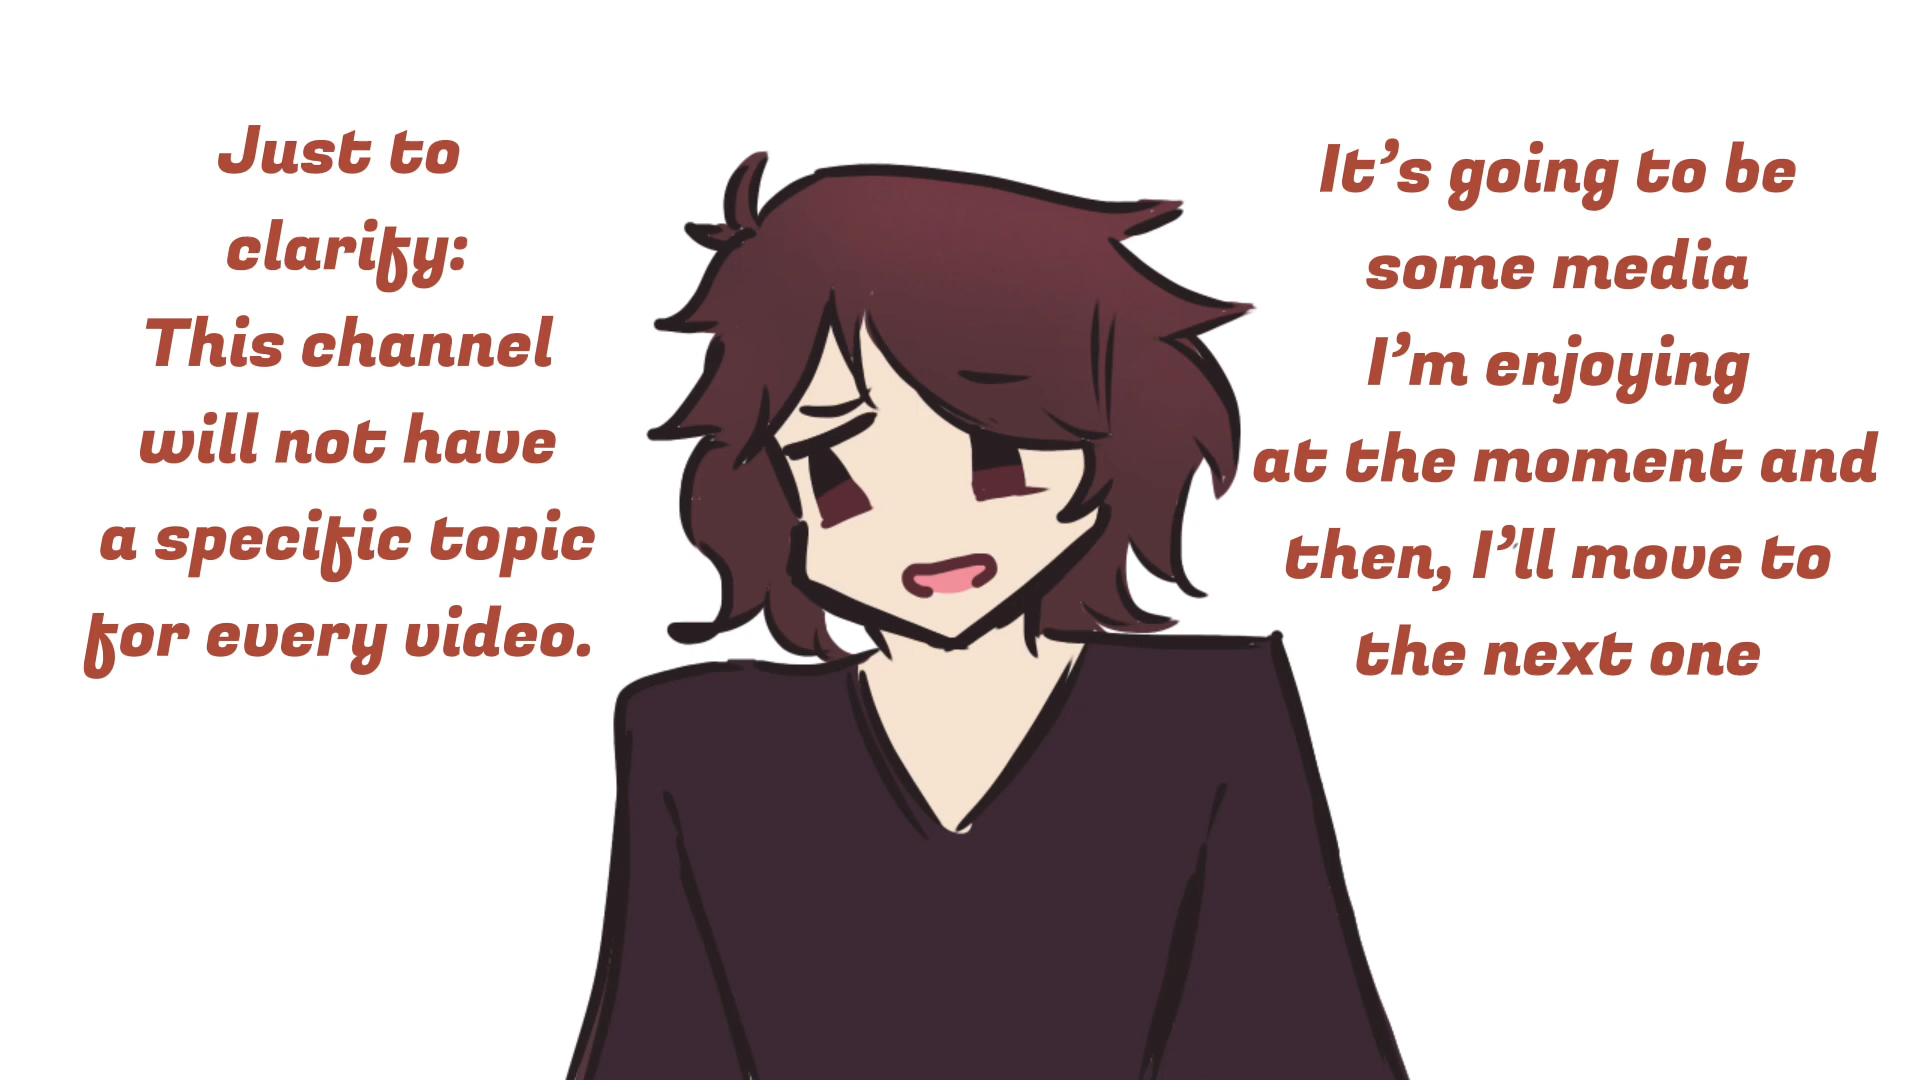 Just to
clarify:
This channel
will not have
a specific topic
for every video.
It’s going to be
some media
I’m enjoying
at the moment and
then, I’ll move to
the next one